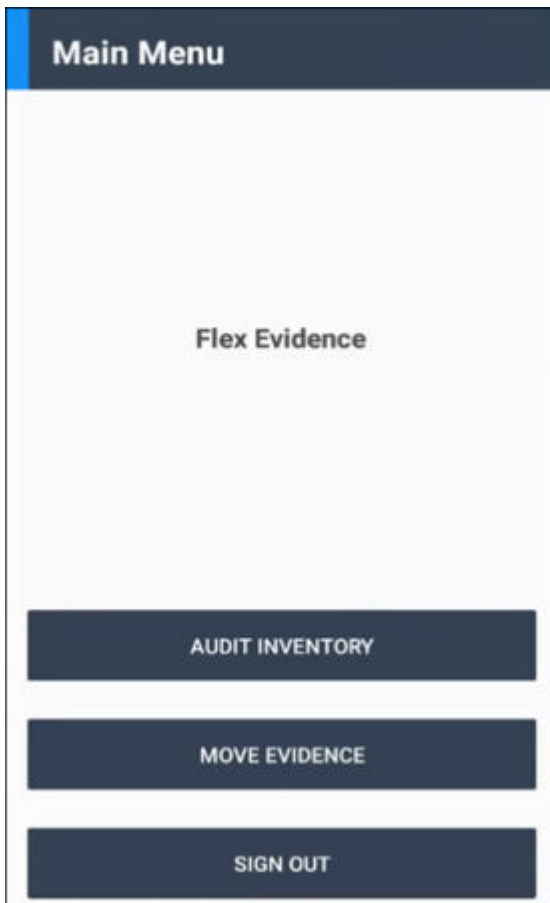 Main Menu
Flex Evidence
AUDIT INVENTORY
MOVE EVIDENCE
SIGN OUT